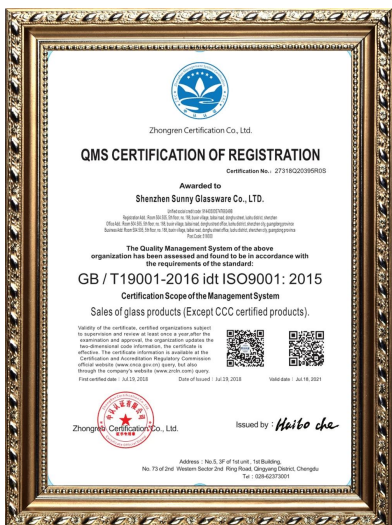 Zhongren Certification Co., Ltd.
QMS CERTIFICATION OF REGISTRATION
Certification No.: 27318Q20395R0S
Awarded to
Shenzhen Sunny Glassware Co., LTD.
The Quality Management System of the above
organization has been assessed and found to be in accordance with
the requirements of the standard:
GB / T19001-2016 idt ISO9001: 2015
Certification Scope of the Management System
Sales of glass products (Except CCC certified products).
Validity of the certificate, certified organizations subject
to supervision and review at least once a year,after the
examination and approval, the organization updates the
two-dimensional code information, the certificate is
effective. The certificate information is available at the
Certification and Accreditation Regulatory Commission
official website (www.cnca.gov.cn) query, but also
through the company's website (www.zrcltr.com) query.
First certified date : Jul 19, 2018 Date of Issued : Jul 19, 2018 Valid date : Jul 18, 2021
Zhongren Certification Co., Ltd.
Issued by : Haibo che
Address : No.5, 3F of 1st unit . 1st Building,
No. 73 of 2nd Western Sector 2nd Ring Road, Qingyang District, Chengdu
Tel : 028-62373001